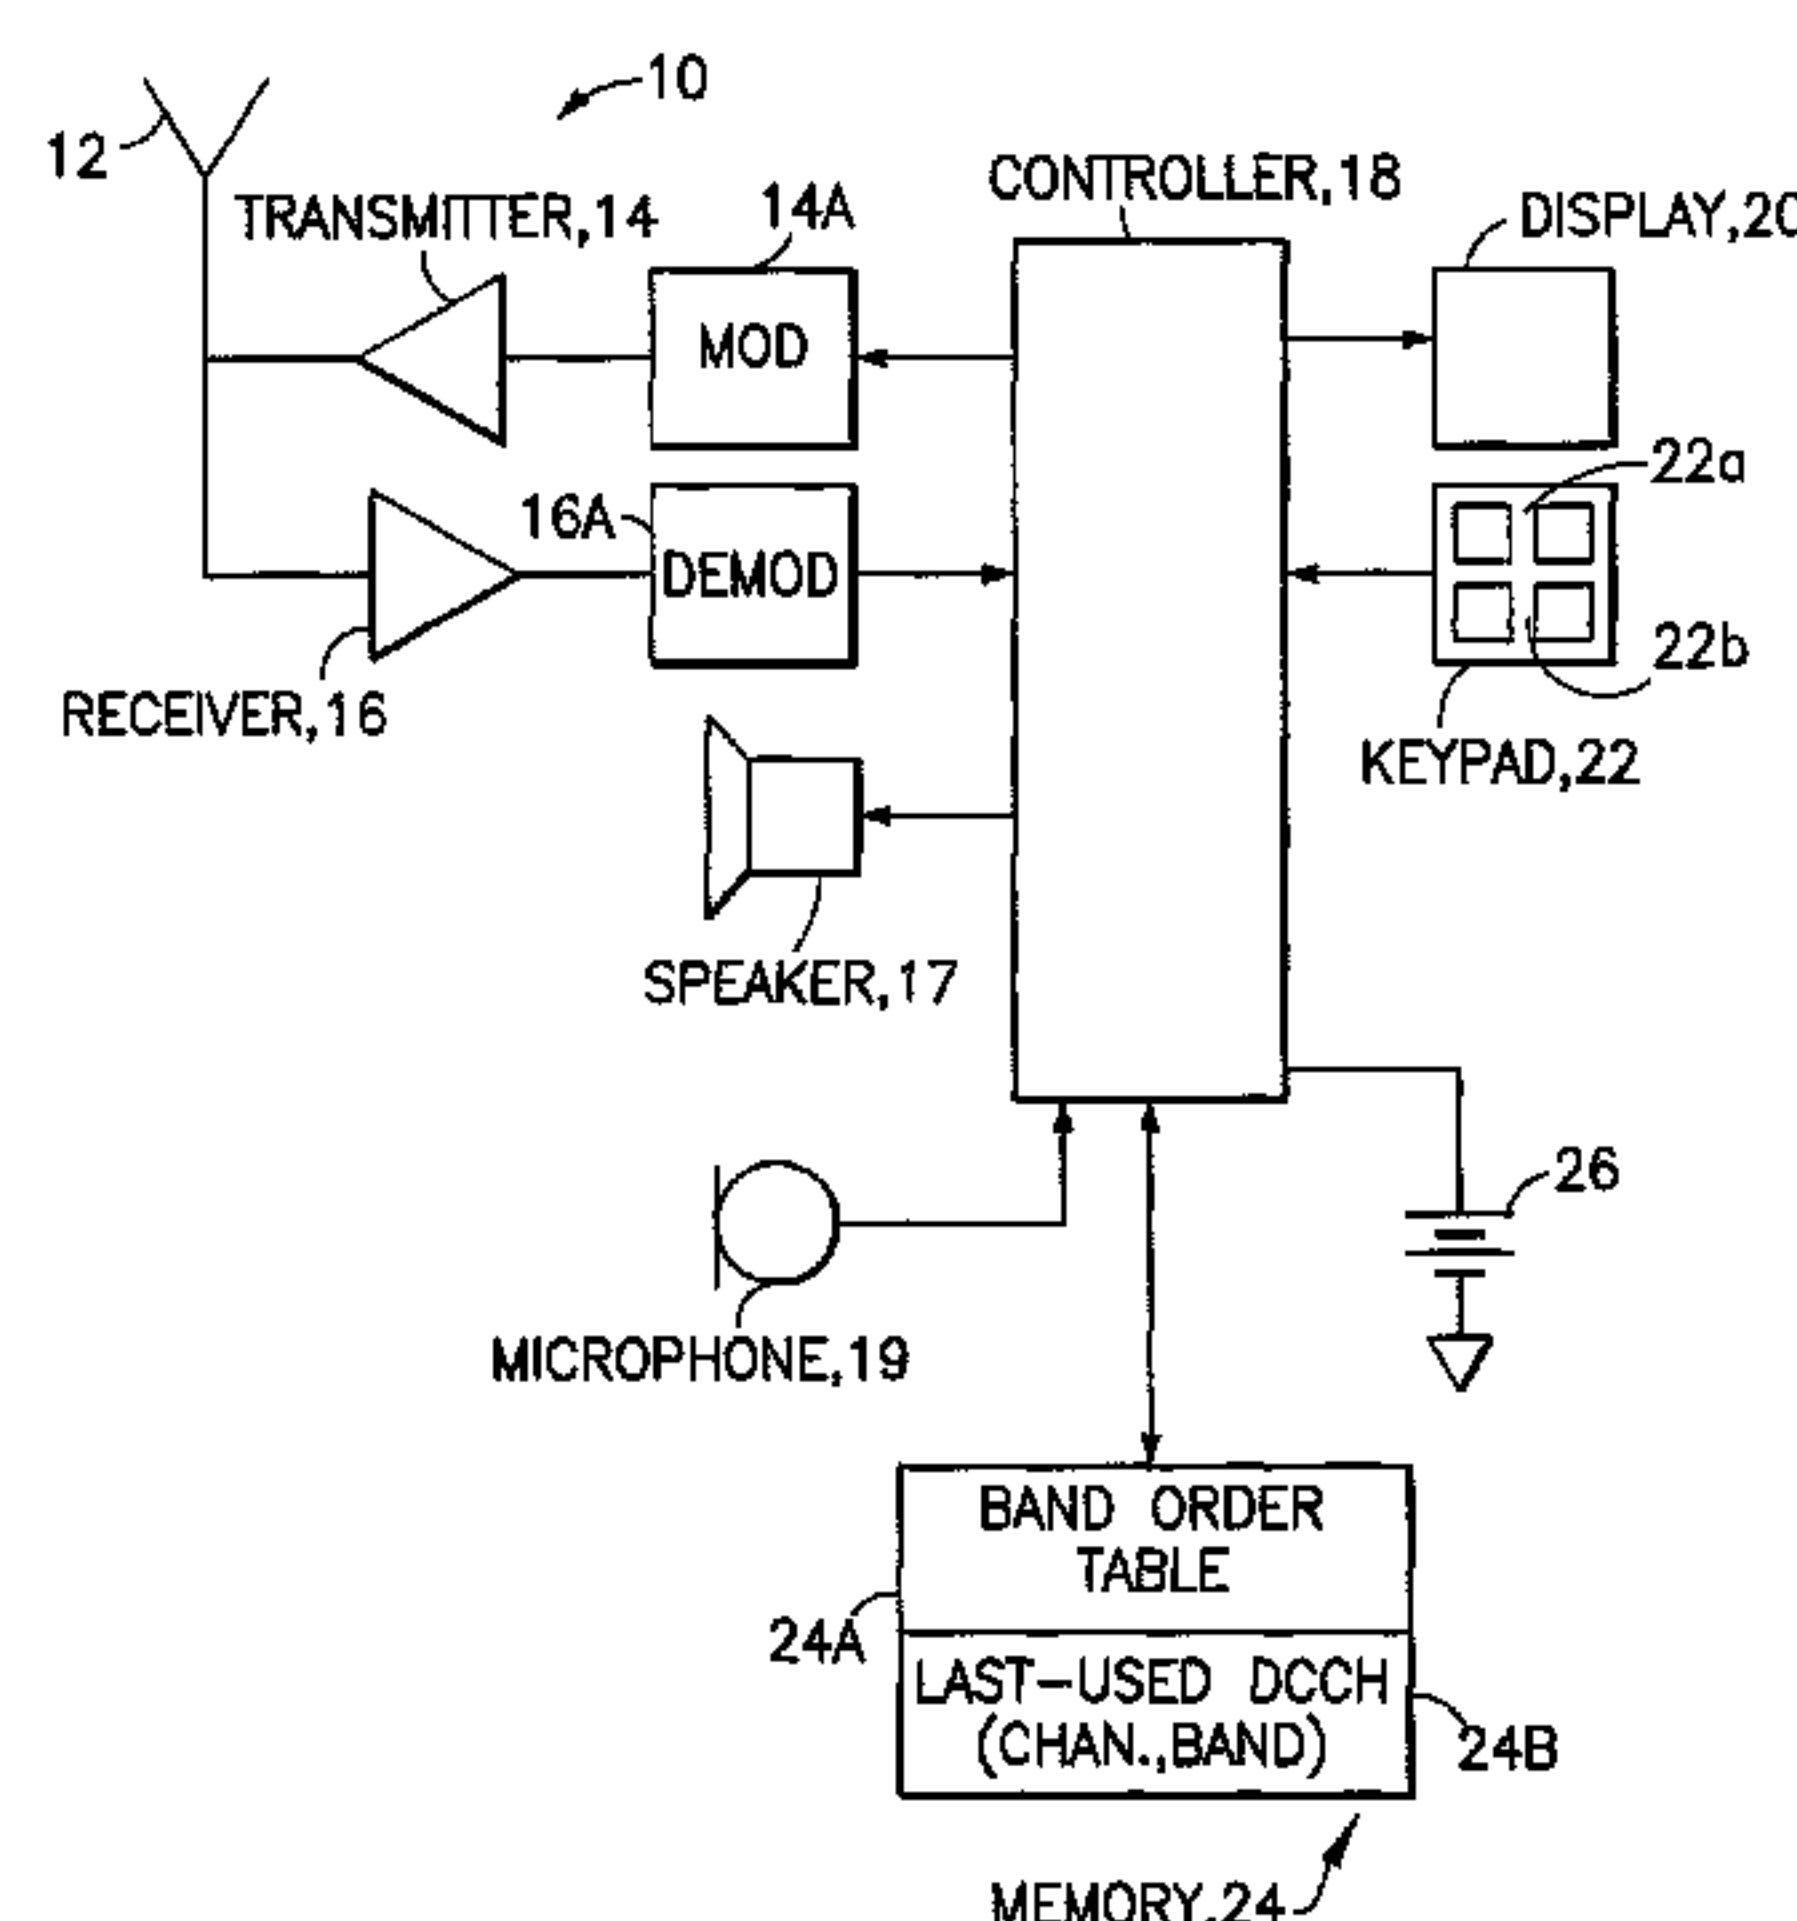 10
12
CONTROLLER,18
TRANSMITTER,14
14A
DISPLAY,20
MOD
22a
16A
DEMOD
22b
RECEIVER,16
KEYPAD,22
SPEAKER,17
26
MICROPHONE,19
BAND ORDER
TABLE
24A
LAST-USED DCCH
(CHAN.,BAND)
24B
MEMORY,24